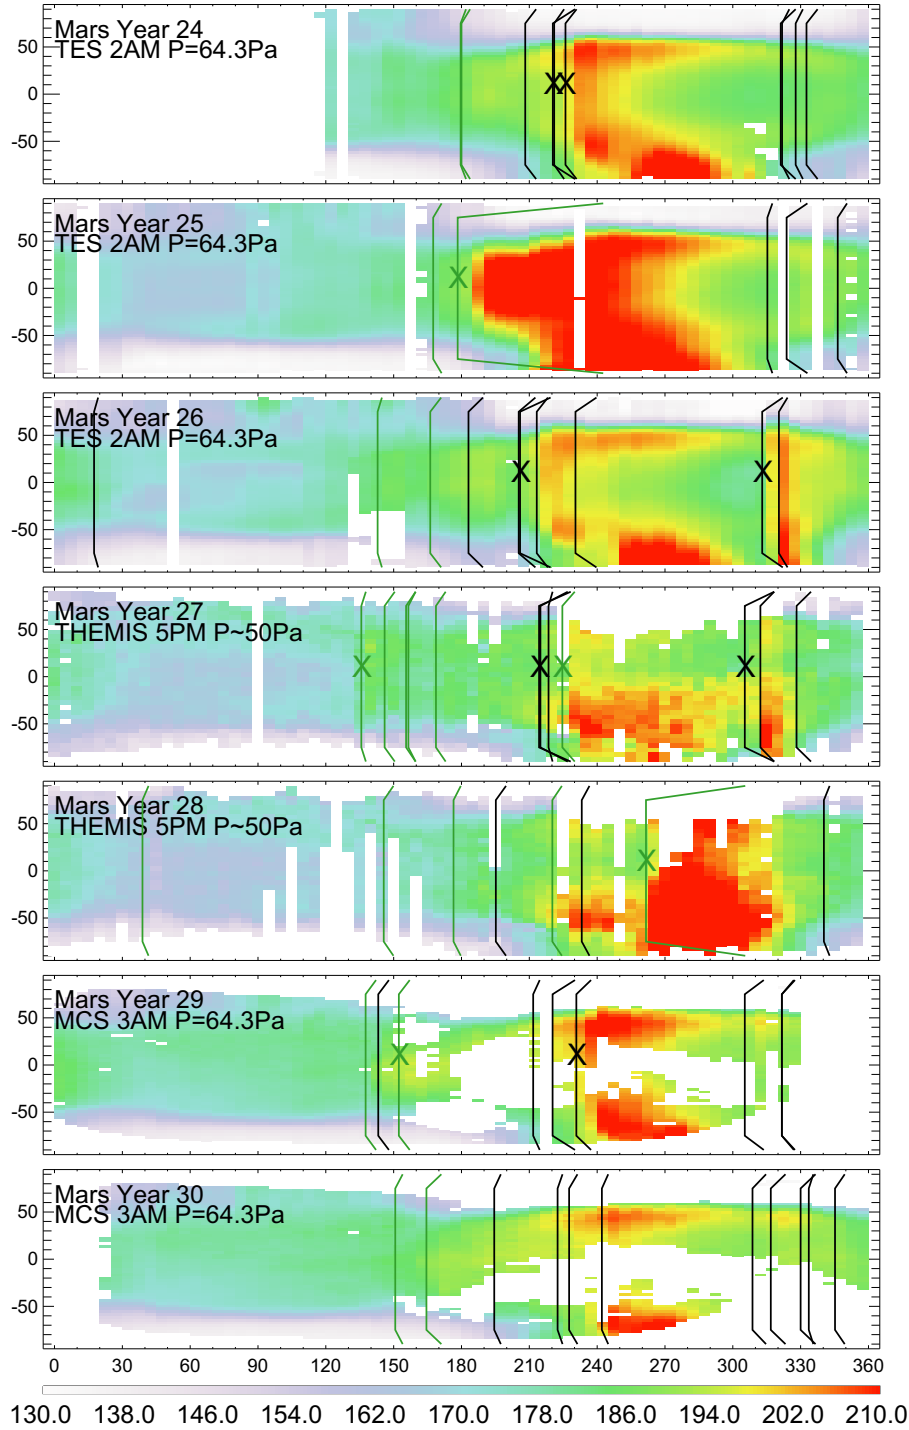 Mars Year 24
TES 2AM P=64.3Pa
50
0
-50
Mars Year 25
TES 2AM P=64.3Pa
50
0
-50
Mars Year 26
TES 2AM P=64.3Pa
50
0
-50
Mars Year 27
THEMIS 5PM P~50Pa
50
0
-50
Mars Year 28
THEMIS 5PM P~50Pa
50
0
-50
Mars Year 29
MCS 3AM P=64.3Pa
50
0
-50
Mars Year 30
MCS 3AM P=64.3Pa
50
0
-50
0 30 60 90 120 150 180 210 240 270 300 330 360
130.0 138.0 146.0 154.0 162.0 170.0 178.0 186.0 194.0 202.0 210.0